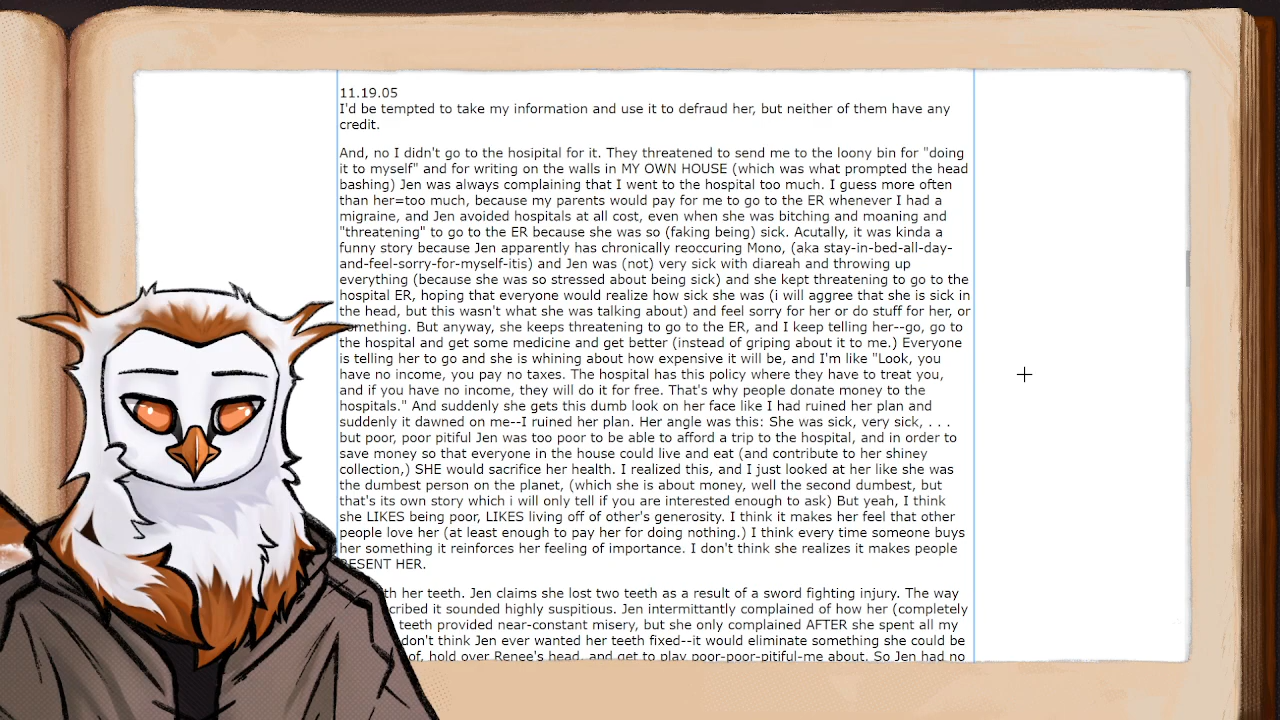 11.19.05
I'd be tempted to take my information and use it to defraud her, but neither of them have any
credit.
And, no I didn't go to the hosipital for it. They threatened to send me to the loony bin for "doing
it to myself" and for writing on the walls in MY OWN HOUSE (which was what prompted the head
bashing) Jen was always complaining that I went to the hospital too much. I guess more often
than her=too much, because my parents would pay for me to go to the ER whenever I had a
migraine, and Jen avoided hospitals at all cost, even when she was bitching and moaning and
"threatening" to go to the ER because she was so (faking being) sick. Acutally, it was kinda a
funny story because Jen apparently has chronically reoccuring Mono, (aka stay-in-bed-all-day-
and-feel-sorry-for-myself-itis) and Jen was (not) very sick with diareah and throwing up
everything (because she was so stressed about being sick) and she kept threatening to go to the
hospital ER, hoping that everyone would realize how sick she was (i will aggree that she is sick in
the head, but this wasn't what she was talking about) and feel sorry for her or do stuff for her, or
omething. But anyway, she keeps threatening to go to the ER, and I keep telling her--go, go to
the hospital and get some medicine and get better (instead of griping about it to me.) Everyone
is telling her to go and she is whining about how expensive it will be, and I'm like "Look, you
have no income, you pay no taxes. The hospital has this policy where they have to treat you,
and if you have no income, they will do it for free. That's why people donate money to the
hospitals." And suddenly she gets this dumb look on her face like I had ruined her plan and
suddenly it dawned on me--I ruined her plan. Her angle was this: She was sick, very sick, . . .
but poor, poor pitiful Jen was too poor to be able to afford a trip to the hospital, and in order to
save money so that everyone in the house could live and eat (and contribute to her shiney
collection,) SHE would sacrifice her health. I realized this, and I just looked at her like she was
the dumbest person on the planet, (which she is about money, well the second dumbest, but
that's its own story which i will only tell if you are interested enough to ask) But yeah, I think
she LIKES being poor, LIKES living off of other's generosity. I think it makes her feel that other
people love her (at least enough to pay her for doing nothing.) I think every time someone buys
her something it reinforces her feeling of importance. I don't think she realizes it makes people
RESENT HER.
th her teeth. Jen claims she lost two teeth as a result of a sword fighting injury. The way
cribed it sounded highly suspitious. Jen intermittantly complained of how her (completely
teeth provided near-constant misery, but she only complained AFTER she spent all my
don't think Jen ever wanted her teeth fixed--it would eliminate something she could be
of, hold over Renee's head, and get to play poor-poor-pitiful-me about. So Jen had no